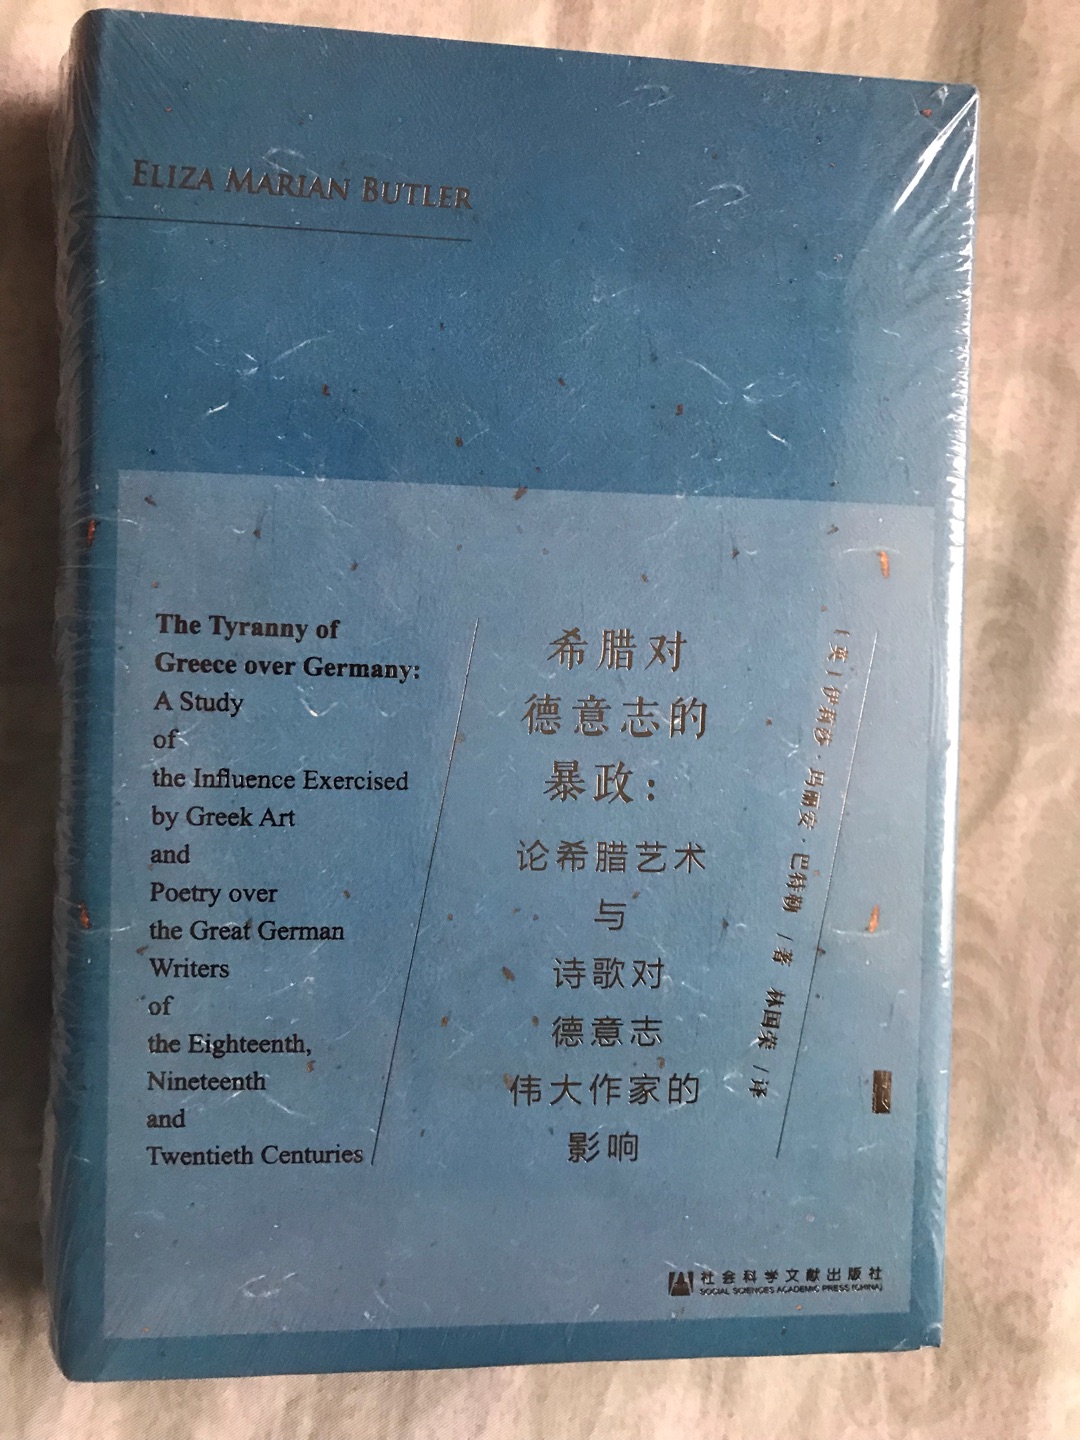 ELIZA MARIAN BUTLER
The Tyranny of
Greece over Germany:
A Study
of
the Influence Exercised
by Greek Art
and
Poetry over
the Great German
Writers
of
the Eighteenth,
Nineteenth
and
Twentieth Centuries
希腊对
德意志的
暴政：
论希腊艺术
与
诗歌对
德意志
伟大作家的
影响
（英）伊莉莎·玛丽安·巴特勒 / 著 林国荣 / 译
社会科学文献出版社
SOCIAL SCIENCES ACADEMIC PRESS (CHINA)